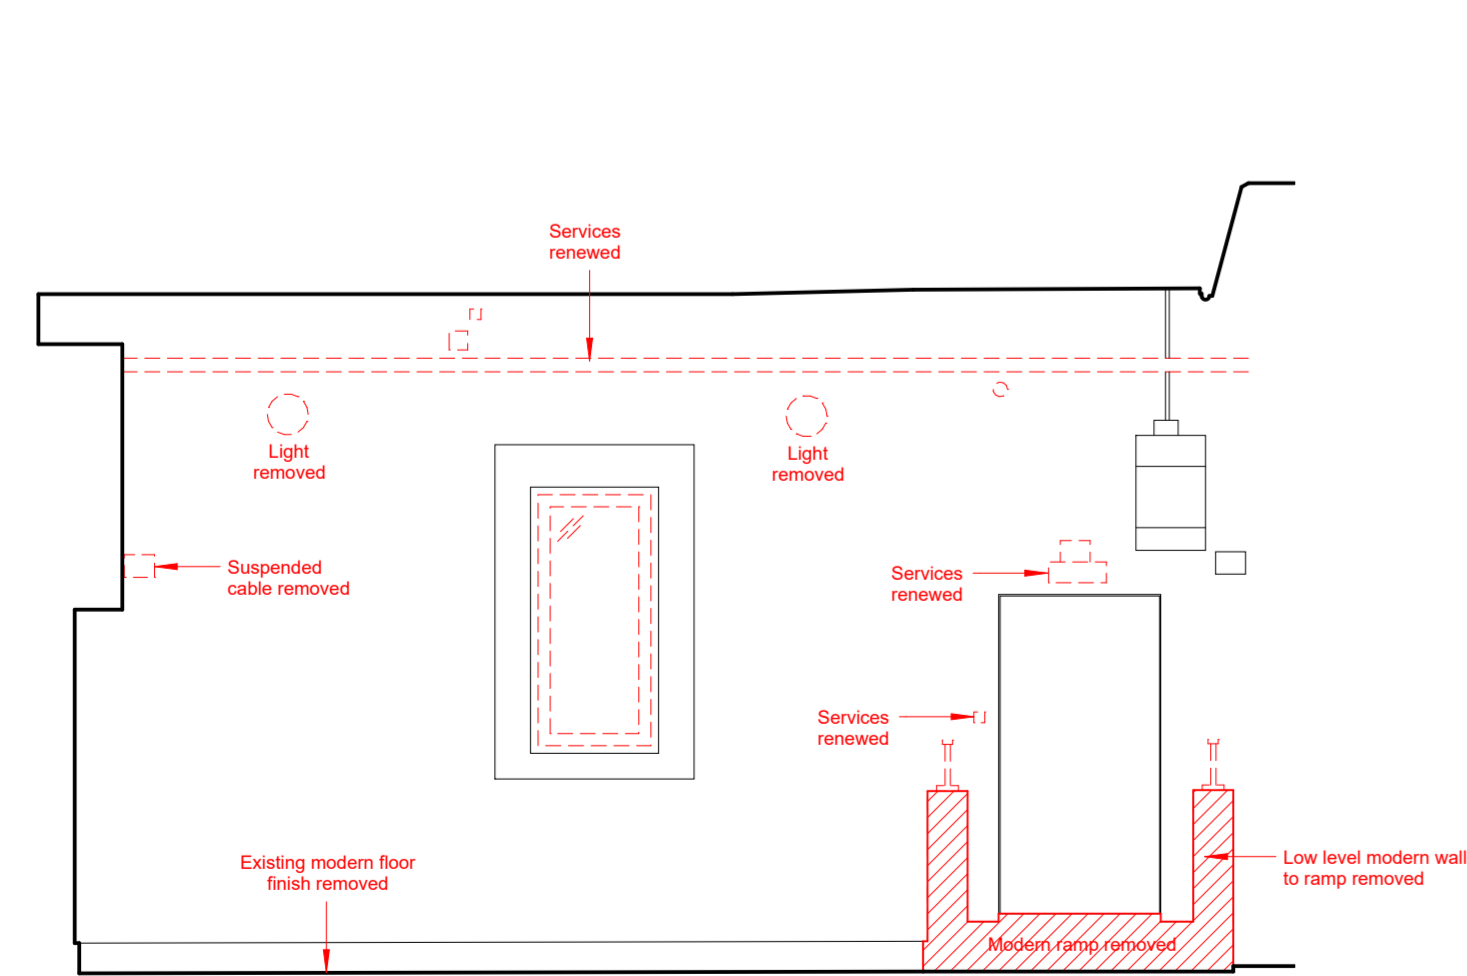 Services
renewed
Light
removed
Light
removed
Suspended
cable removed
Services
renewed
Services
renewed
Existing modern floor
finish removed
Low level modern wall
to ramp removed
Modern ramp removed